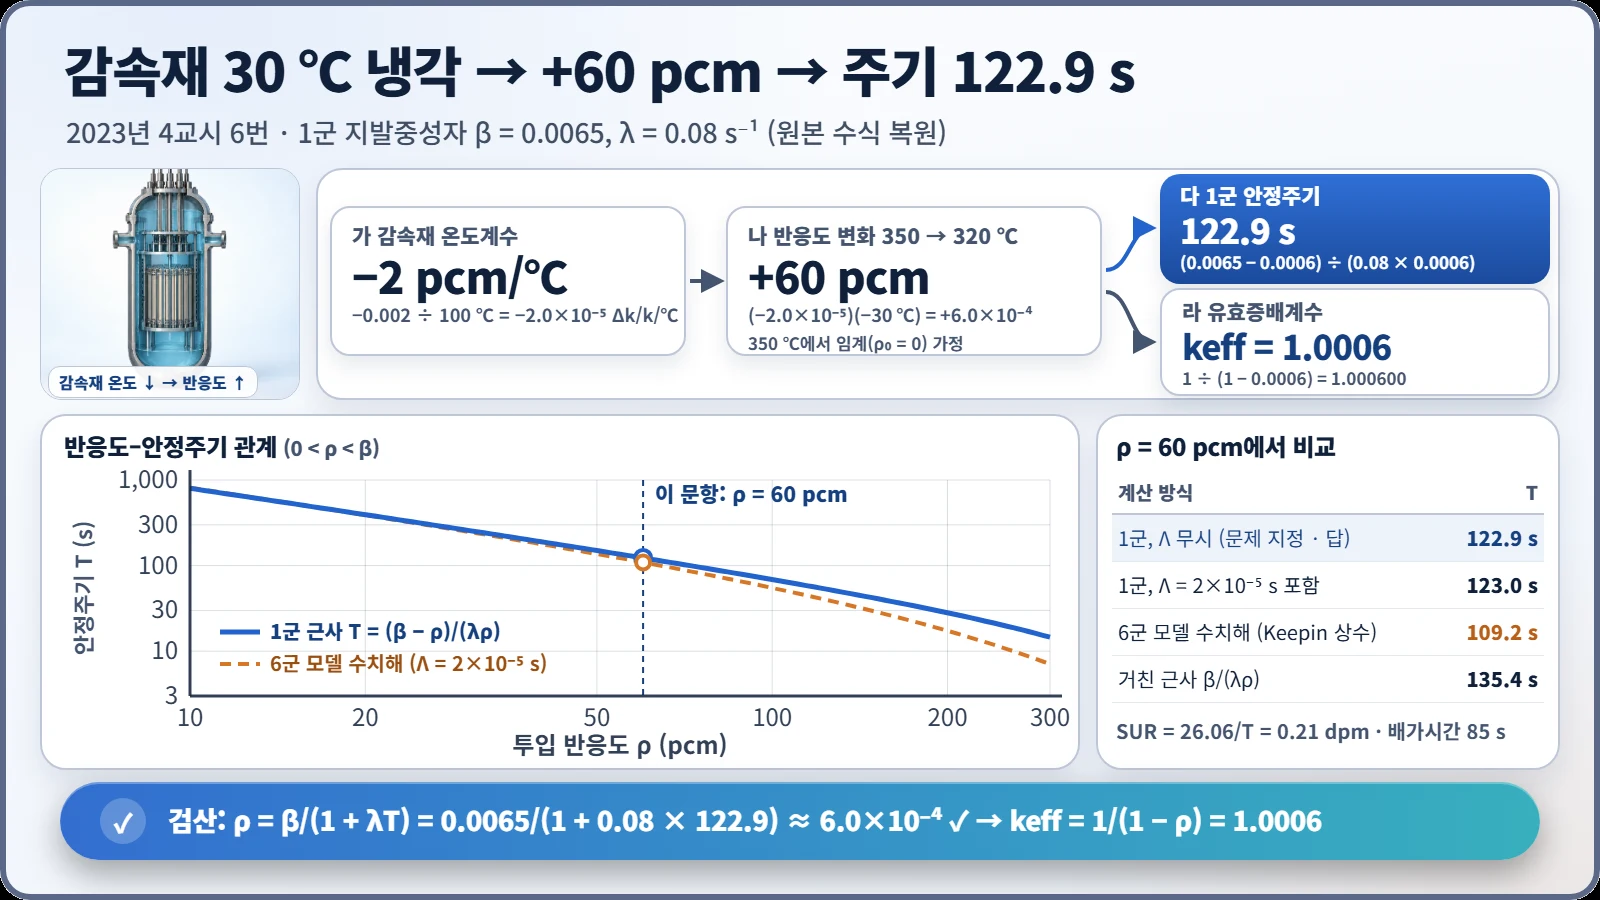 감속재 30 ℃ 냉각 → +60 pcm → 주기 122.9 s
2023년 4교시 6번 · 1군 지발중성자 β = 0.0065, λ = 0.08 s⁻¹ (원본 수식 복원)
감속재 온도 ↓ → 반응도 ↑
가 감속재 온도계수
−2 pcm/℃
−0.002 ÷ 100 ℃ = −2.0×10⁻⁵ Δk/k/℃
나 반응도 변화 350 → 320 ℃
+60 pcm
(−2.0×10⁻⁵)(−30 ℃) = +6.0×10⁻⁴
350 ℃에서 임계(ρ₀ = 0) 가정
다 1군 안정주기
122.9 s
(0.0065 − 0.0006) ÷ (0.08 × 0.0006)
라 유효증배계수
keff = 1.0006
1 ÷ (1 − 0.0006) = 1.000600
반응도–안정주기 관계 (0 < ρ < β)
이 문항: ρ = 60 pcm
1,000
300
100
30
10
3
안정주기 T (s)
1군 근사 T = (β − ρ)/(λρ)
6군 모델 수치해 (Λ = 2×10⁻⁵ s)
10 20 50 100 200 300
투입 반응도 ρ (pcm)
ρ = 60 pcm에서 비교
계산 방식 T
1군, Λ 무시 (문제 지정 · 답) 122.9 s
1군, Λ = 2×10⁻⁵ s 포함 123.0 s
6군 모델 수치해 (Keepin 상수) 109.2 s
거친 근사 β/(λρ) 135.4 s
SUR = 26.06/T = 0.21 dpm · 배가시간 85 s
✓ 검산: ρ = β/(1 + λT) = 0.0065/(1 + 0.08 × 122.9) ≈ 6.0×10⁻⁴ ✓ → keff = 1/(1 − ρ) = 1.0006